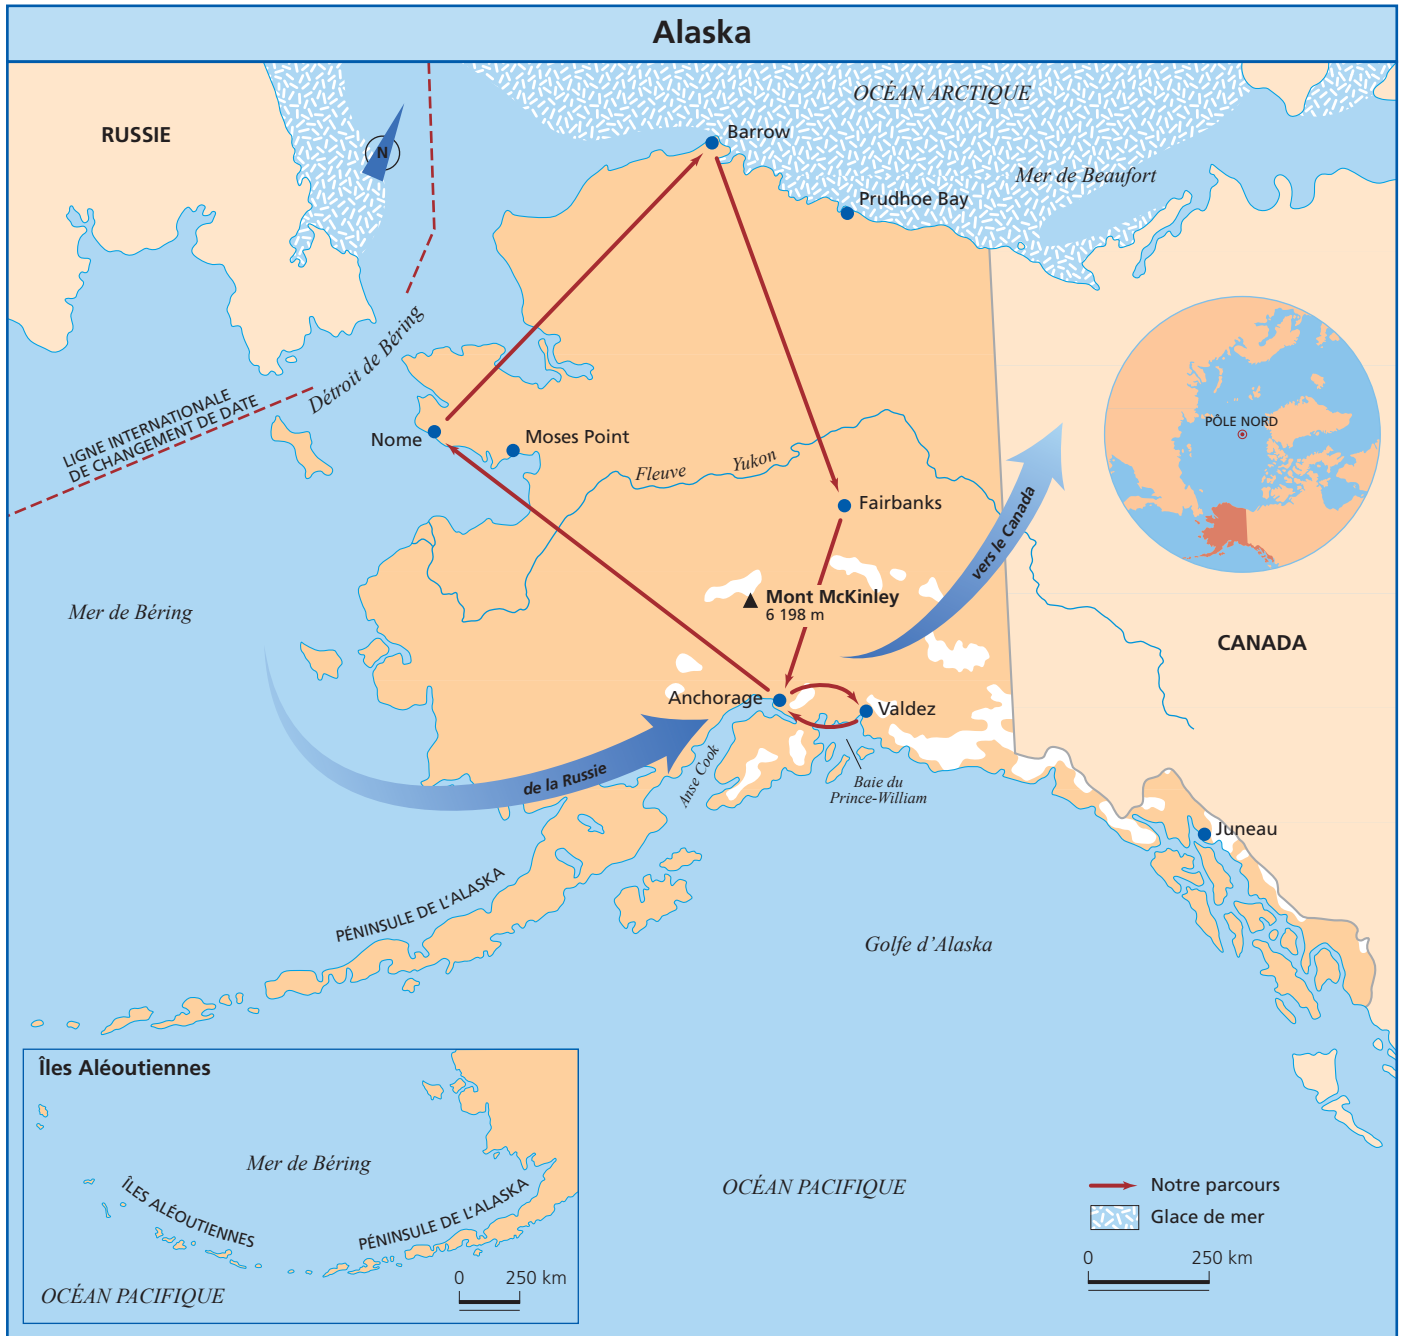 Alaska
OCÉAN ARCTIQUE
RUSSIE
Barrow
N
Mer de Beaufort
Prudhoe Bay
Détroit de Béring
LIGNE INTERNATIONALE
DE CHANGEMENT DE DATE
PÔLE NORD
Nome
Moses Point
Fleuve Yukon
Fairbanks
vers le Canada
Mont McKinley
6 198 m
Mer de Béring
CANADA
Anchorage
Valdez
de la Russie
Anse Cook
Baie du
Prince-William
Juneau
PÉNINSULE DE L'ALASKA
Golfe d'Alaska
Îles Aléoutiennes
Mer de Béring
ÎLES ALÉOUTIENNES
PÉNINSULE DE L'ALASKA
0 250 km
OCÉAN PACIFIQUE
OCÉAN PACIFIQUE
Notre parcours
Glace de mer
0 250 km